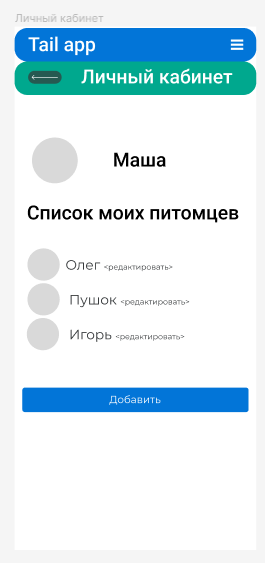 Личный кабинет
Tail app
Личный кабинет
Маша
Список моих питомцев
Олег <редактировать>
Пушок <редактировать>
Игорь <редактировать>
Добавить